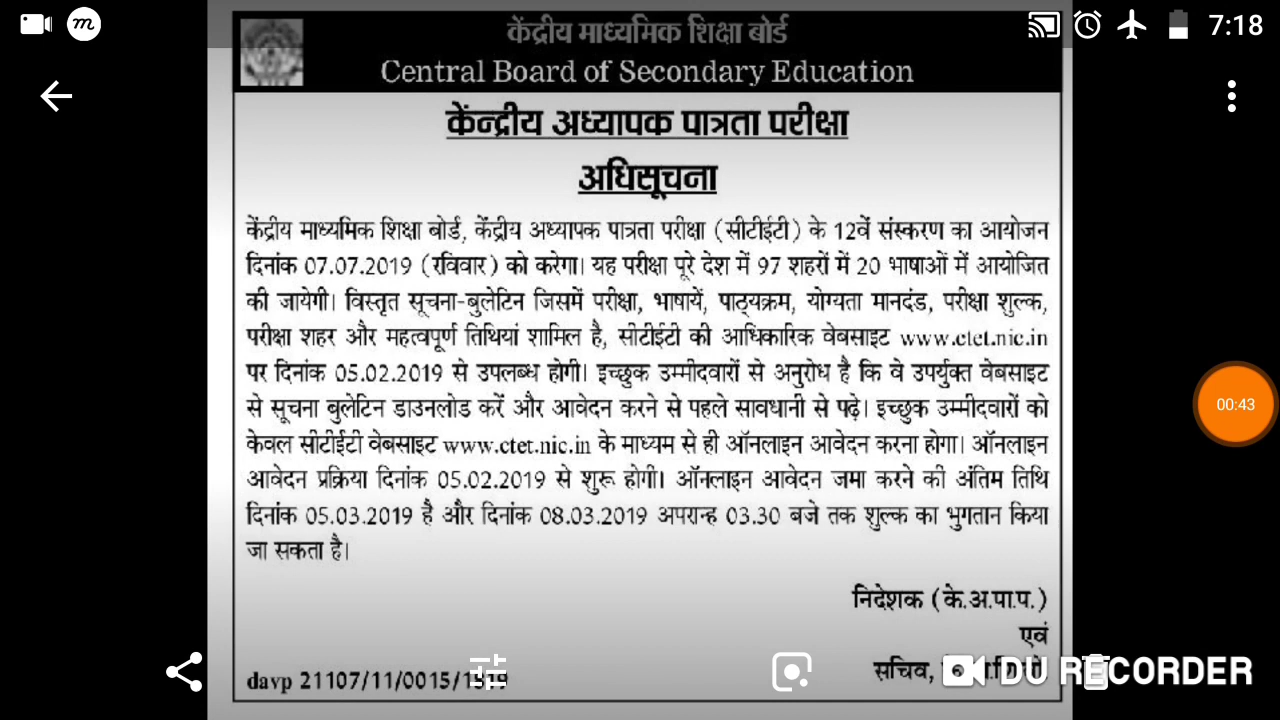 7:18
केंद्रीय माध्यमिक शिक्षा बोर्ड
Central Board of Secondary Education
केंन्द्रीय अध्यापक पात्रता परीक्षा
अधिसूचना
केंद्रीय माध्यमिक शिक्षा बोर्ड, केंद्रीय अध्यापक पात्रता परीक्षा (सीटीईटी) के 12वें संस्करण का आयोजन
दिनांक 07.07.2019 (रविवार) को करेगा। यह परीक्षा पूरे देश में 97 शहरों में 20 भाषाओं में आयोजित
की जायेगी। विस्तृत सूचना-बुलेटिन जिसमें परीक्षा, भाषायें, पाठ्यक्रम, योग्यता मानदंड, परीक्षा शुल्क,
परीक्षा शहर और महत्वपूर्ण तिथियां शामिल है, सीटीईटी की आधिकारिक वेबसाइट www.ctet.nic.in
पर दिनांक 05.02.2019 से उपलब्ध होगी। इच्छुक उम्मीदवारों से अनुरोध है कि वे उपर्युक्त वेबसाइट
से सूचना बुलेटिन डाउनलोड करें और आवेदन करने से पहले सावधानी से पढ़े। इच्छुक उम्मीदवारों को
केवल सीटीईटी वेबसाइट www.ctet.nic.in के माध्यम से ही ऑनलाइन आवेदन करना होगा। ऑनलाइन
आवेदन प्रक्रिया दिनांक 05.02.2019 से शुरू होगी। ऑनलाइन आवेदन जमा करने की अंतिम तिथि
दिनांक 05.03.2019 है और दिनांक 08.03.2019 अपरान्ह 03.30 बजे तक शुल्क का भुगतान किया
जा सकता है।
00:43
निदेशक (के.अ.पा.प.)
एवं
सचिव,
davp 21107/11/0015/
DU RECORDER